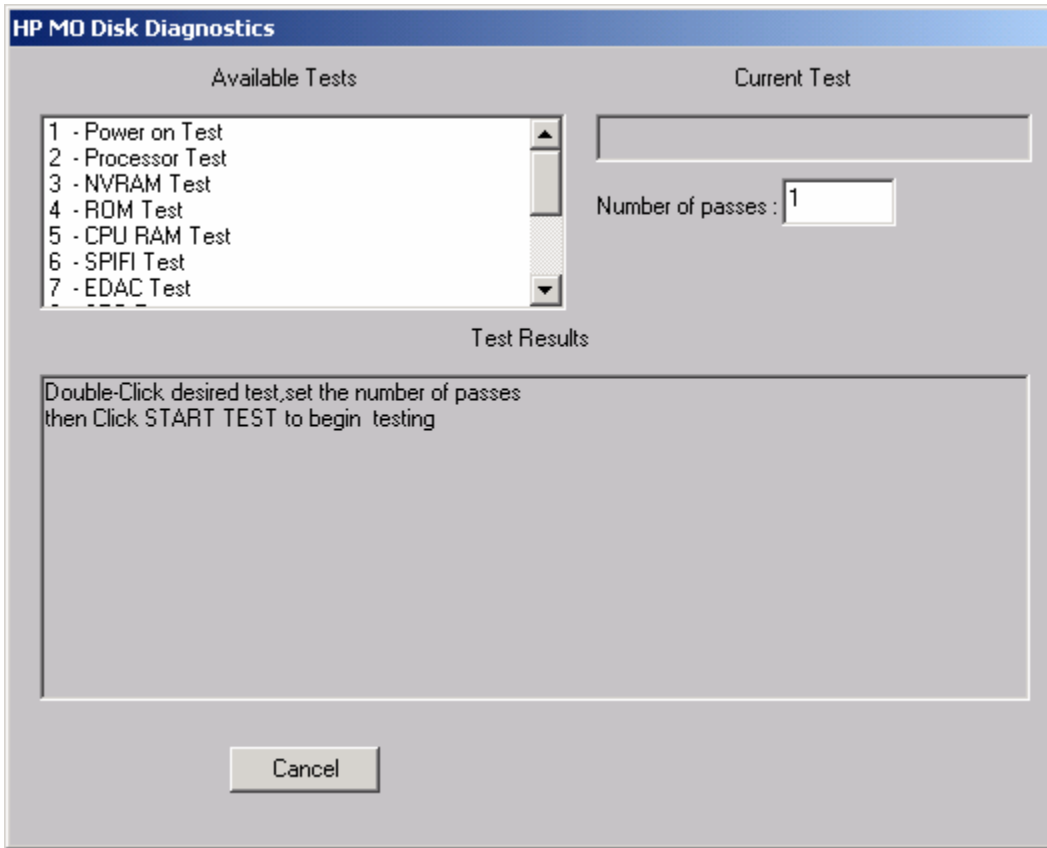 HP MO Disk Diagnostics
Available Tests
Current Test
1 - Power on Test
2 - Processor Test
3 - NVRAM Test
4 - ROM Test
5 - CPU RAM Test
6 - SPIFI Test
7 - EDAC Test
Number of passes : 1
Test Results
Double-Click desired test,set the number of passes
then Click START TEST to begin  testing
Cancel